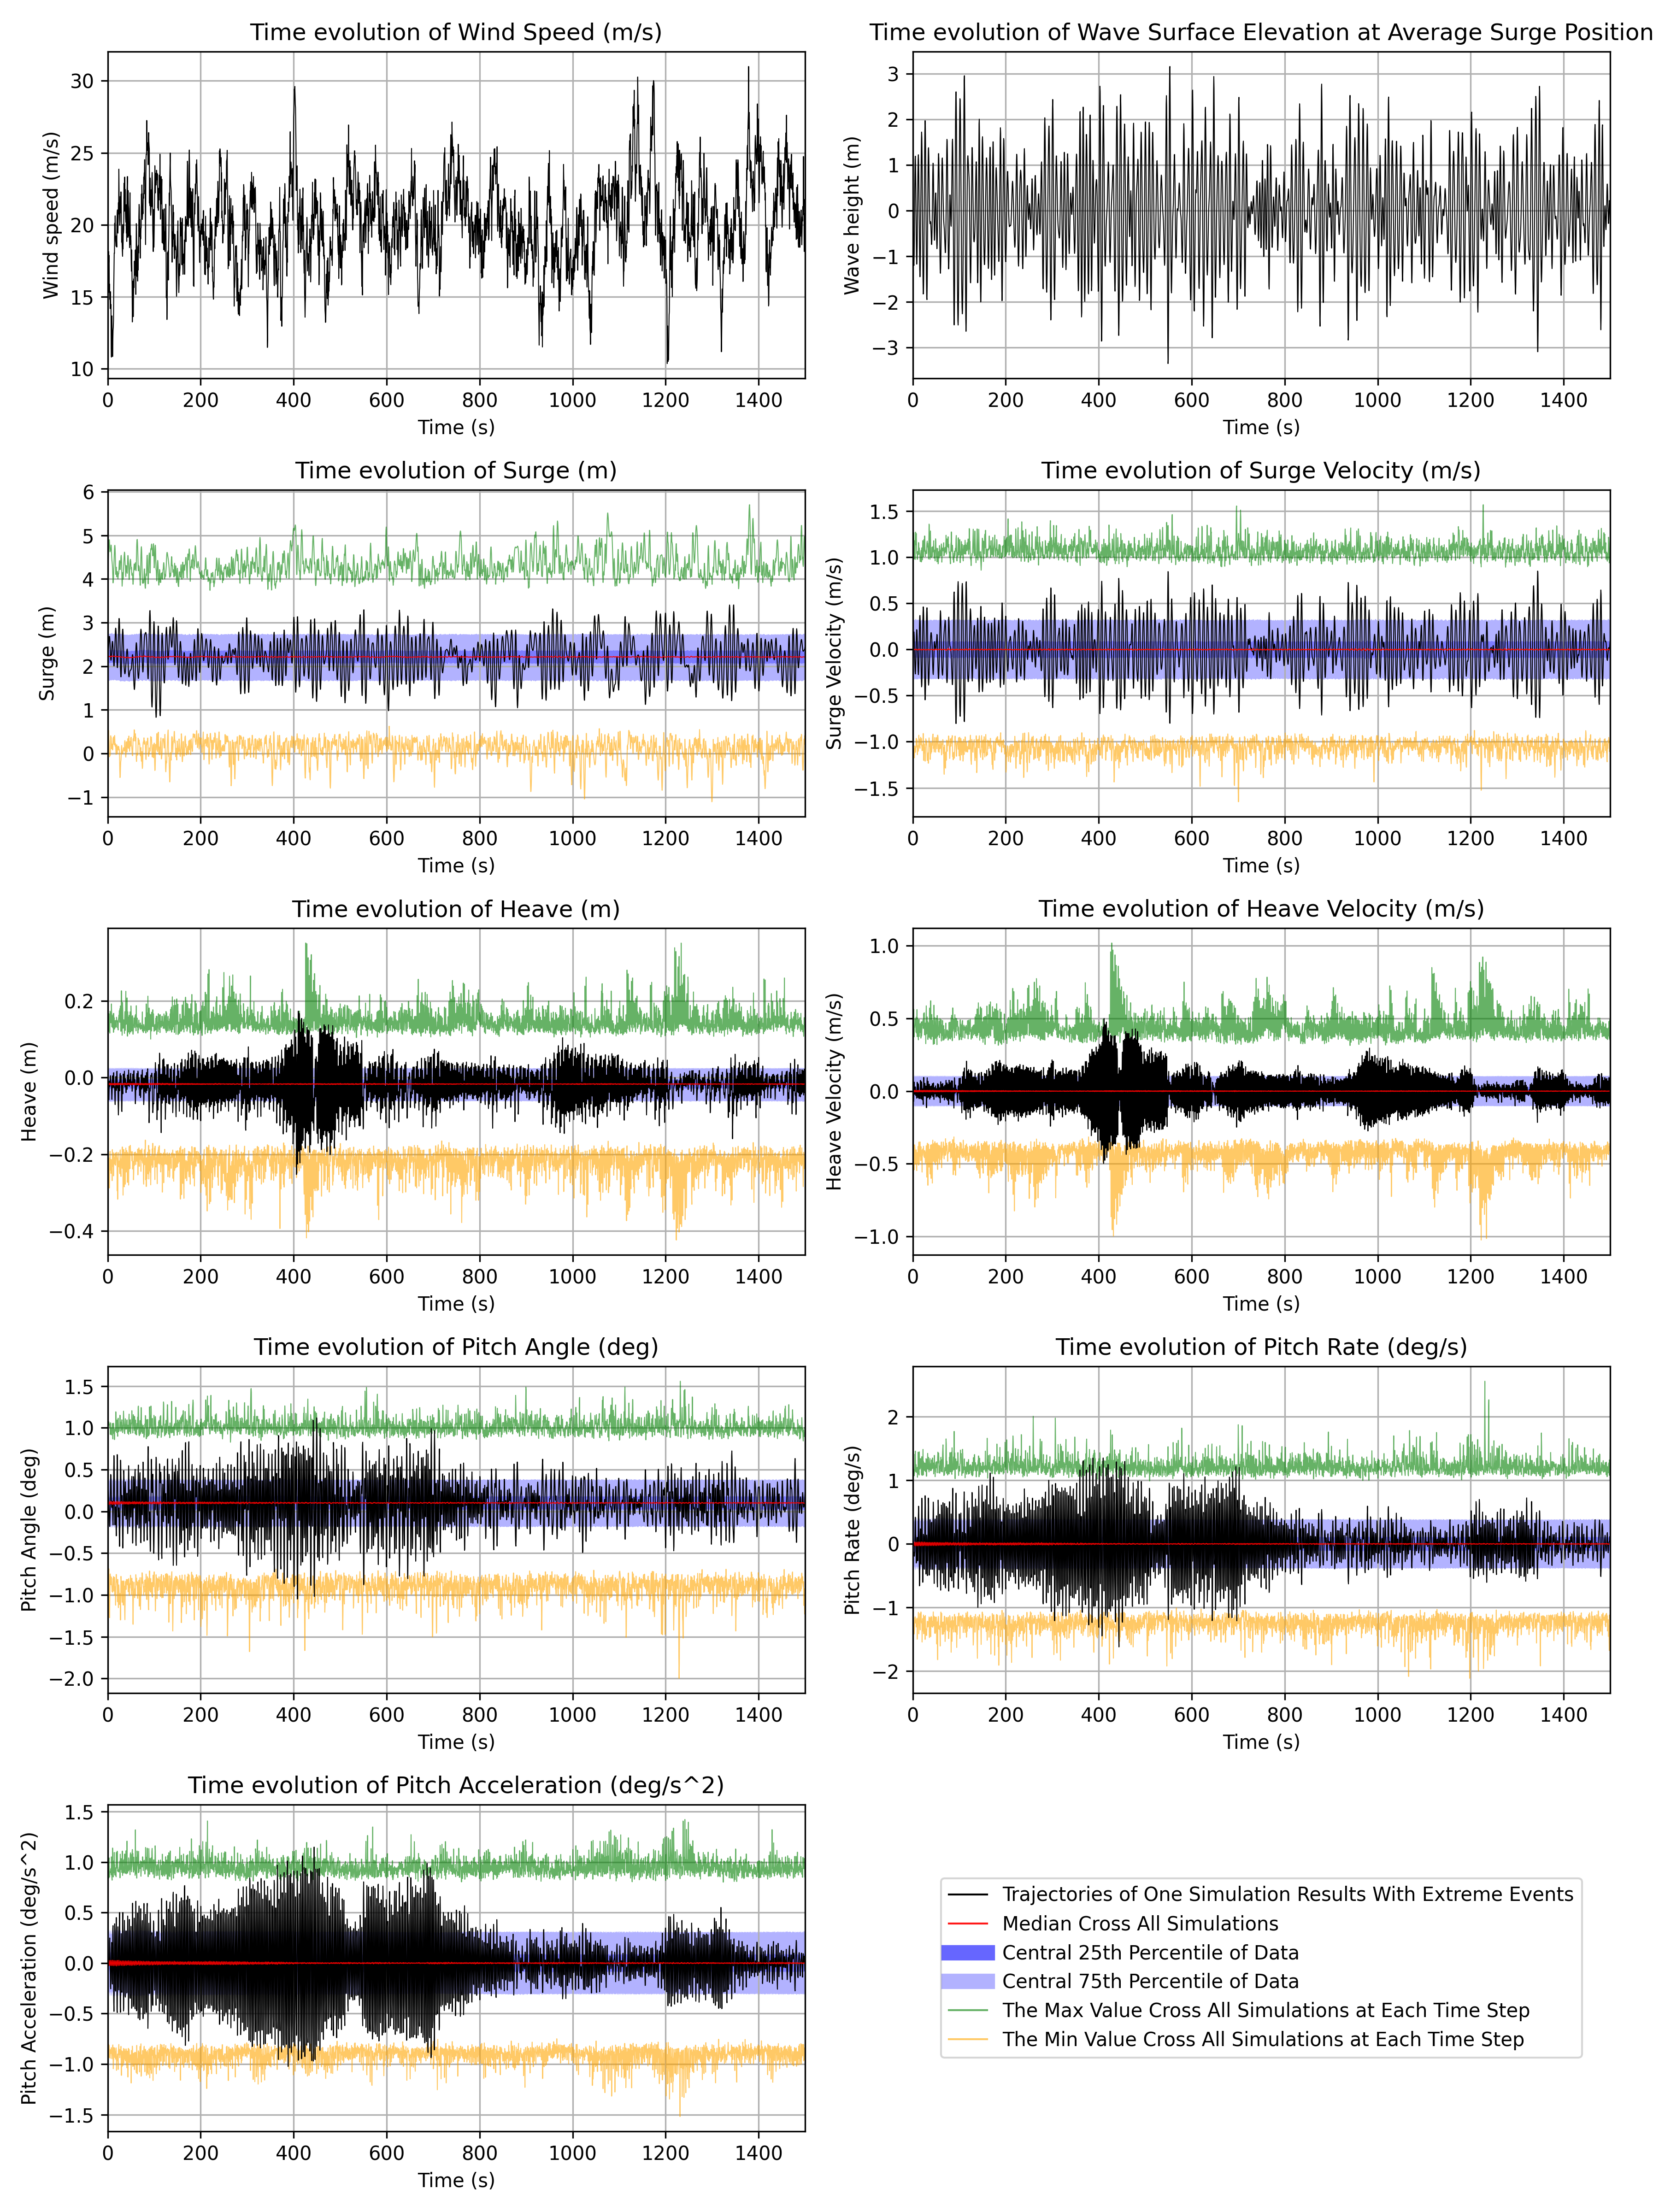 Time evolution of Wind Speed (m/s)
Wind speed (m/s)
30
25
20
15
10
0 200 400 600 800 1000 1200 1400
Time (s)
Time evolution of Wave Surface Elevation at Average Surge Position
Wave height (m)
3
2
1
0
−1
−2
−3
0 200 400 600 800 1000 1200 1400
Time (s)
Time evolution of Surge (m)
Surge (m)
6
5
4
3
2
1
0
−1
0 200 400 600 800 1000 1200 1400
Time (s)
Time evolution of Surge Velocity (m/s)
Surge Velocity (m/s)
1.5
1.0
0.5
0.0
−0.5
−1.0
−1.5
0 200 400 600 800 1000 1200 1400
Time (s)
Time evolution of Heave (m)
Heave (m)
0.2
0.0
−0.2
−0.4
0 200 400 600 800 1000 1200 1400
Time (s)
Time evolution of Heave Velocity (m/s)
Heave Velocity (m/s)
1.0
0.5
0.0
−0.5
−1.0
0 200 400 600 800 1000 1200 1400
Time (s)
Time evolution of Pitch Angle (deg)
Pitch Angle (deg)
1.5
1.0
0.5
0.0
−0.5
−1.0
−1.5
−2.0
0 200 400 600 800 1000 1200 1400
Time (s)
Time evolution of Pitch Rate (deg/s)
Pitch Rate (deg/s)
2
1
0
−1
−2
0 200 400 600 800 1000 1200 1400
Time (s)
Time evolution of Pitch Acceleration (deg/s^2)
Pitch Acceleration (deg/s^2)
1.5
1.0
0.5
0.0
−0.5
−1.0
−1.5
0 200 400 600 800 1000 1200 1400
Time (s)
Trajectories of One Simulation Results With Extreme Events
Median Cross All Simulations
Central 25th Percentile of Data
Central 75th Percentile of Data
The Max Value Cross All Simulations at Each Time Step
The Min Value Cross All Simulations at Each Time Step